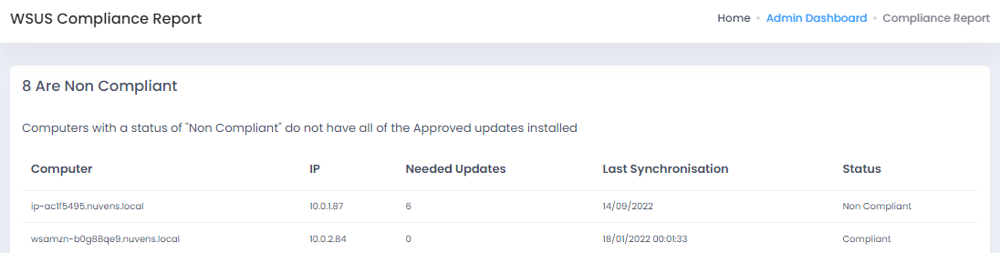 WSUS Compliance Report
Home • Admin Dashboard • Compliance Report
8 Are Non Compliant
Computers with a status of "Non Compliant" do not have all of the Approved updates installed
Computer IP Needed Updates Last Synchronisation Status
ip-ac1f5495.nuvens.local 10.0.1.87 6 14/09/2022 Non Compliant
wsamzn-b0g88qe9.nuvens.local 10.0.2.84 0 18/01/2022 00:01:33 Compliant